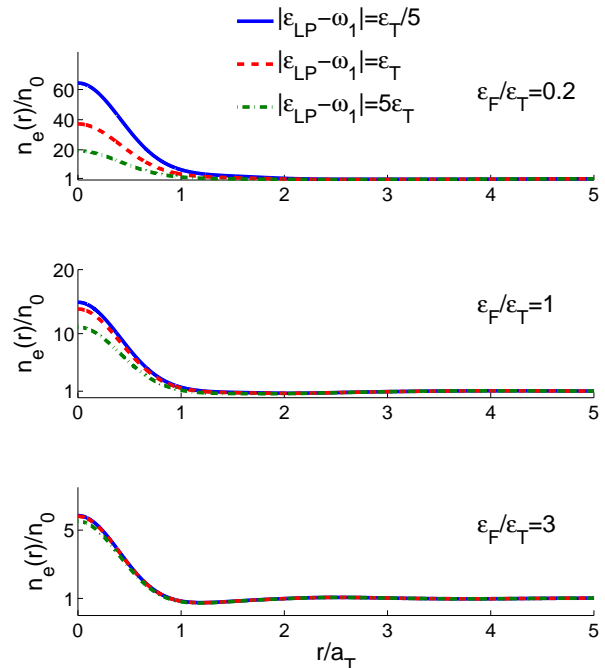 |ε_LP−ω_1|=ε_T/5
|ε_LP−ω_1|=ε_T
|ε_LP−ω_1|=5ε_T
n_e(r)/n_0
60
40
20
1
ε_F/ε_T=0.2
0 1 2 3 4 5
n_e(r)/n_0
20
10
1
ε_F/ε_T=1
0 1 2 3 4 5
n_e(r)/n_0
5
1
ε_F/ε_T=3
0 1 2 3 4 5
r/a_T